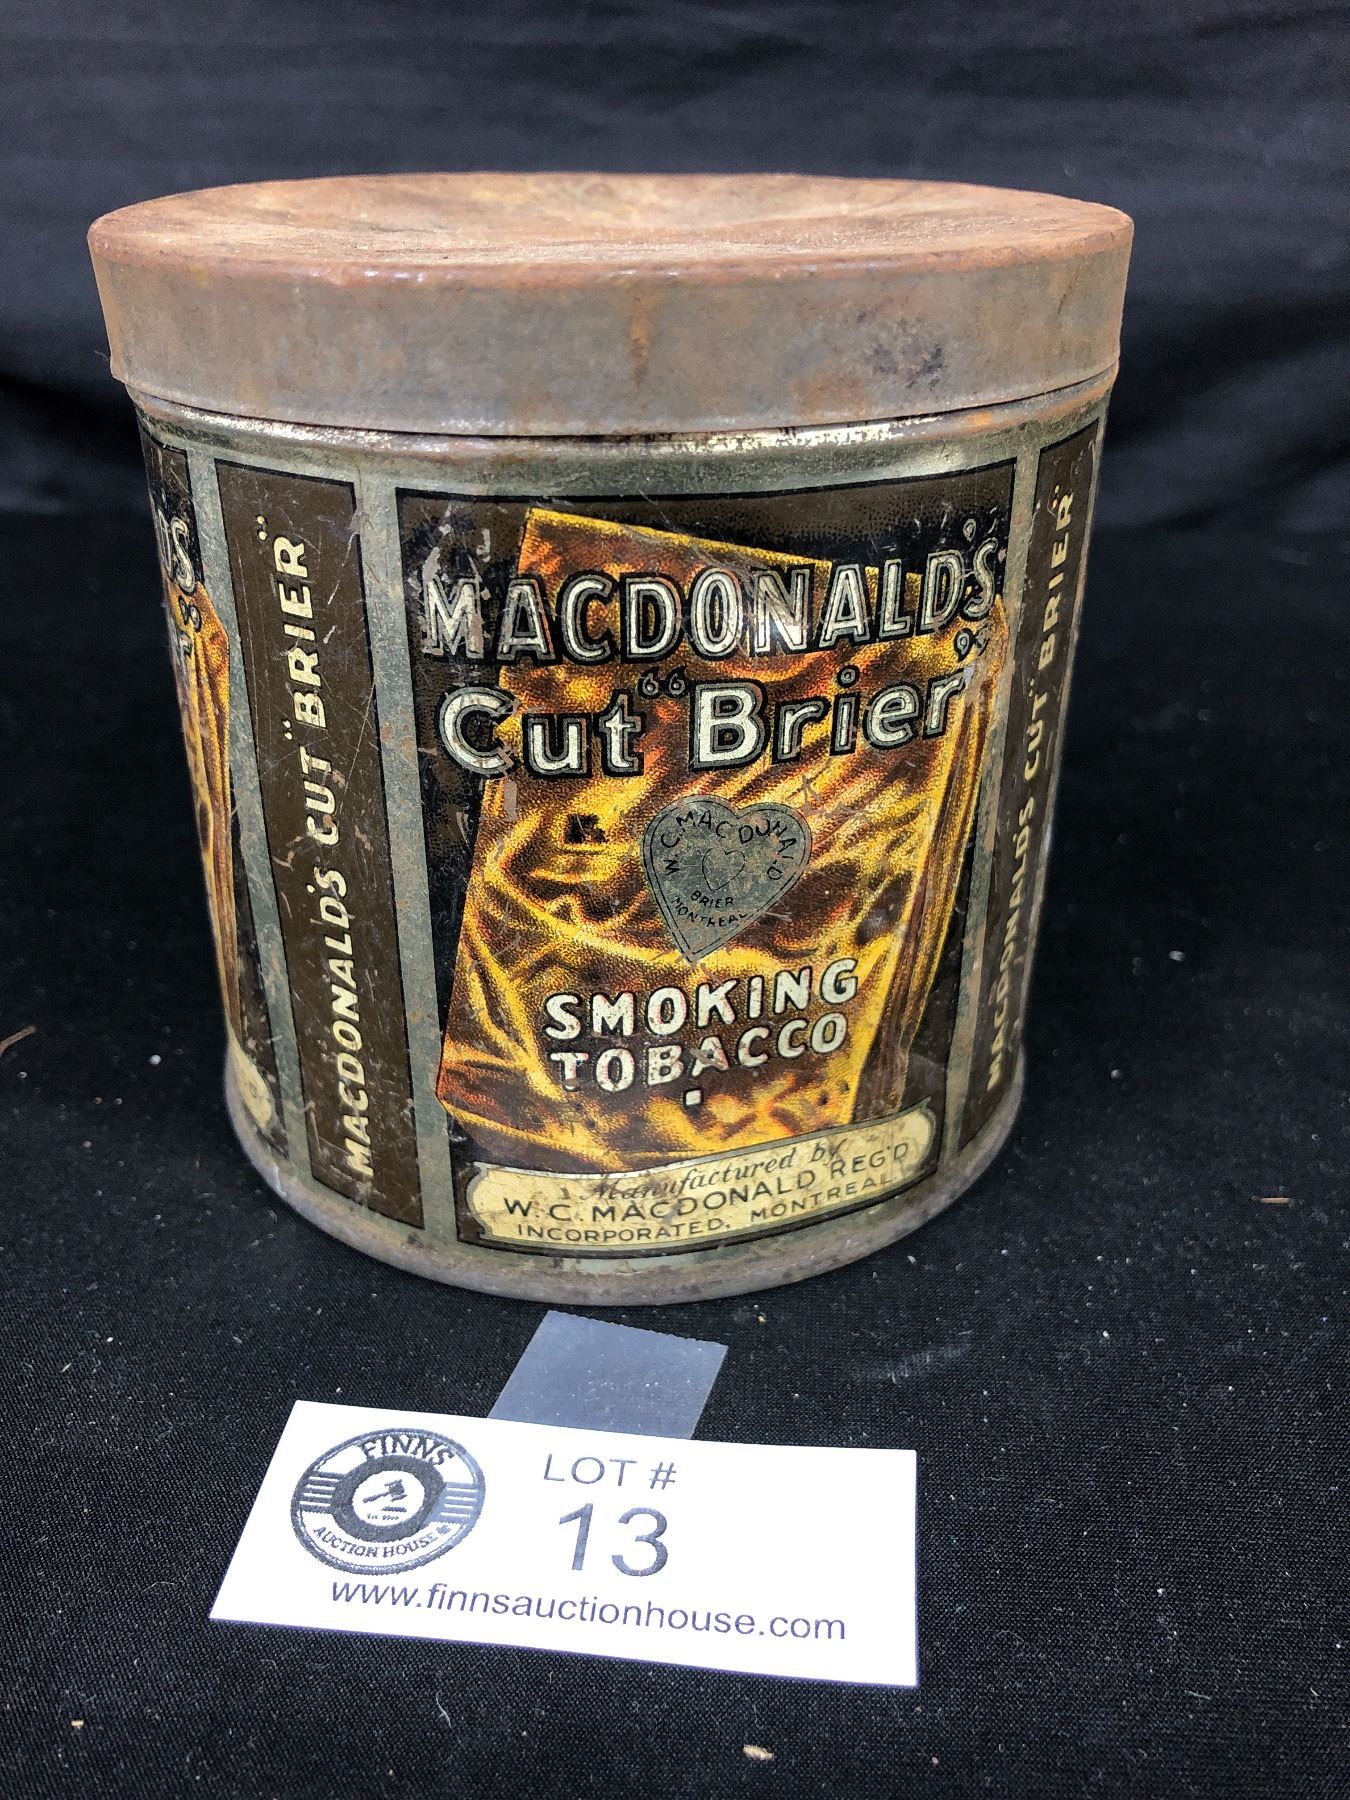 MACDONALD'S
Cut "Brier"
W.C. MACDONALD
BRIER
MONTREAL
SMOKING
TOBACCO
Manufactured by
W.C. MACDONALD REG'D
INCORPORATED, MONTREAL
MACDONALD'S CUT "BRIER"
MACDONALD'S CUT "BRIER"
FINNS
AUCTION HOUSE
LOT #
13
www.finnsauctionhouse.com